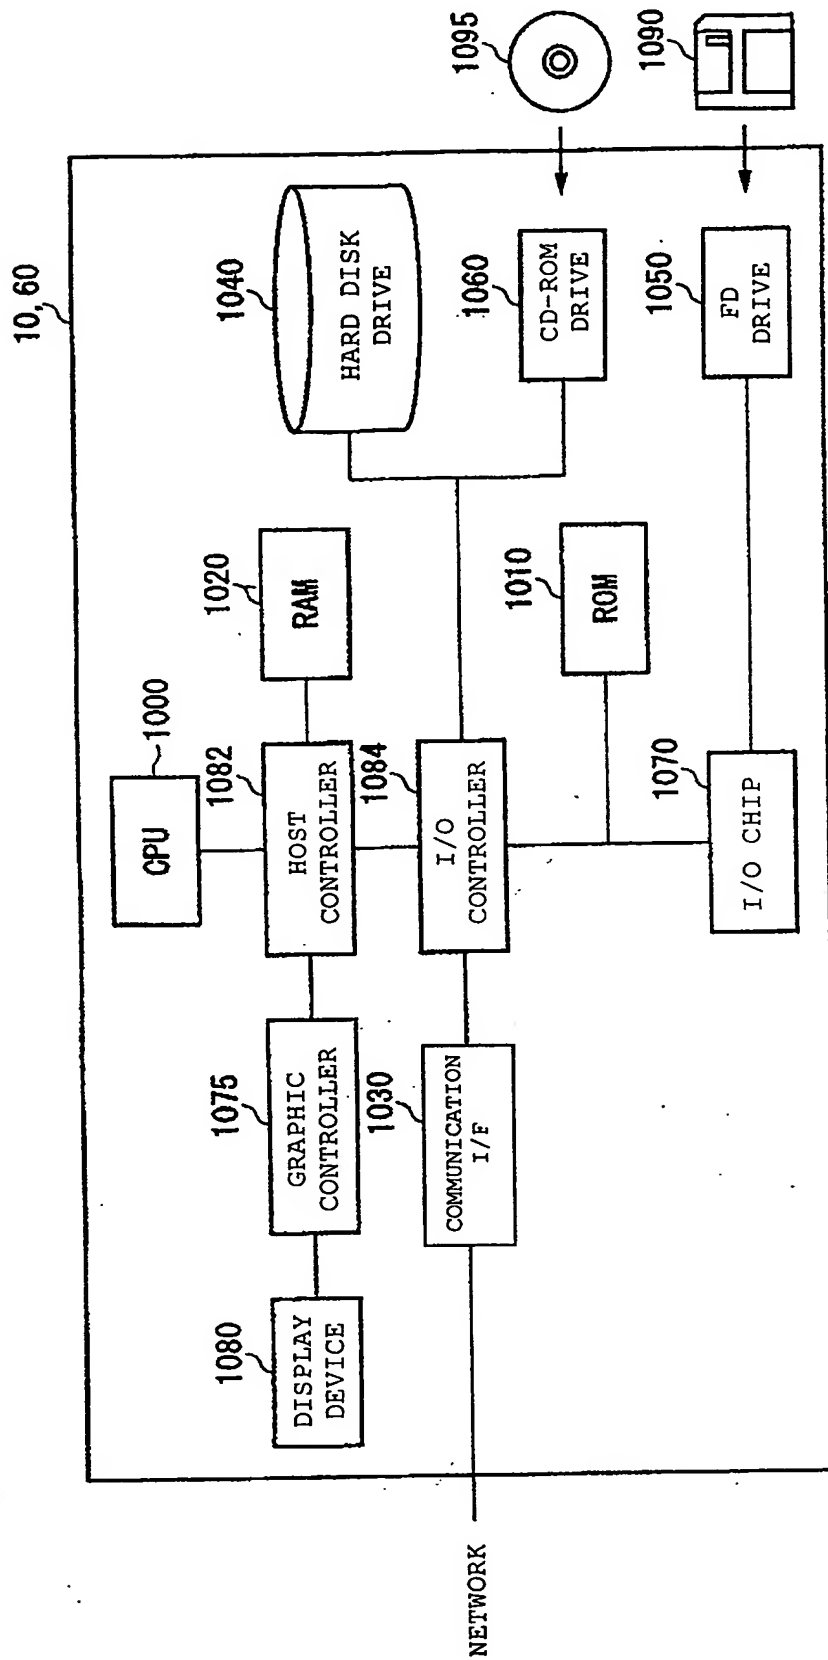 10, 60
1000
CPU
1082
HOST
CONTROLLER
1020
RAM
1040
HARD DISK
DRIVE
1075
GRAPHIC
CONTROLLER
1080
DISPLAY
DEVICE
1084
I/O
CONTROLLER
1030
COMMUNICATION
I/F
NETWORK
1060
CD-ROM
DRIVE
1095
1010
ROM
1070
I/O CHIP
1050
FD
DRIVE
1090